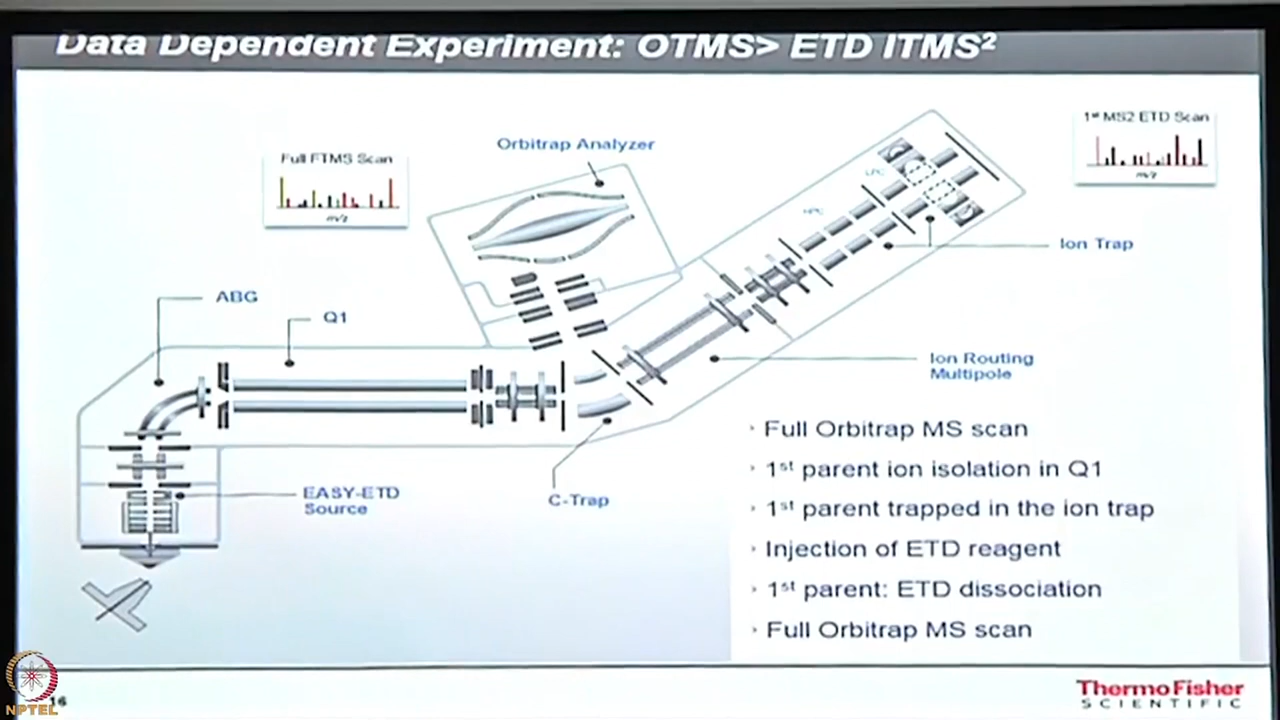 Data Dependent Experiment: OTMS> ETD ITMS²
Full FTMS Scan
m/z
Orbitrap Analyzer
1st MS2 ETD Scan
m/z
LPC
HPC
Ion Trap
ABG
Q1
Ion Routing
Multipole
EASY-ETD
Source
C-Trap
› Full Orbitrap MS scan
› 1st parent ion isolation in Q1
› 1st parent trapped in the ion trap
› Injection of ETD reagent
› 1st parent: ETD dissociation
› Full Orbitrap MS scan
16
NPTEL
ThermoFisher
SCIENTIFIC